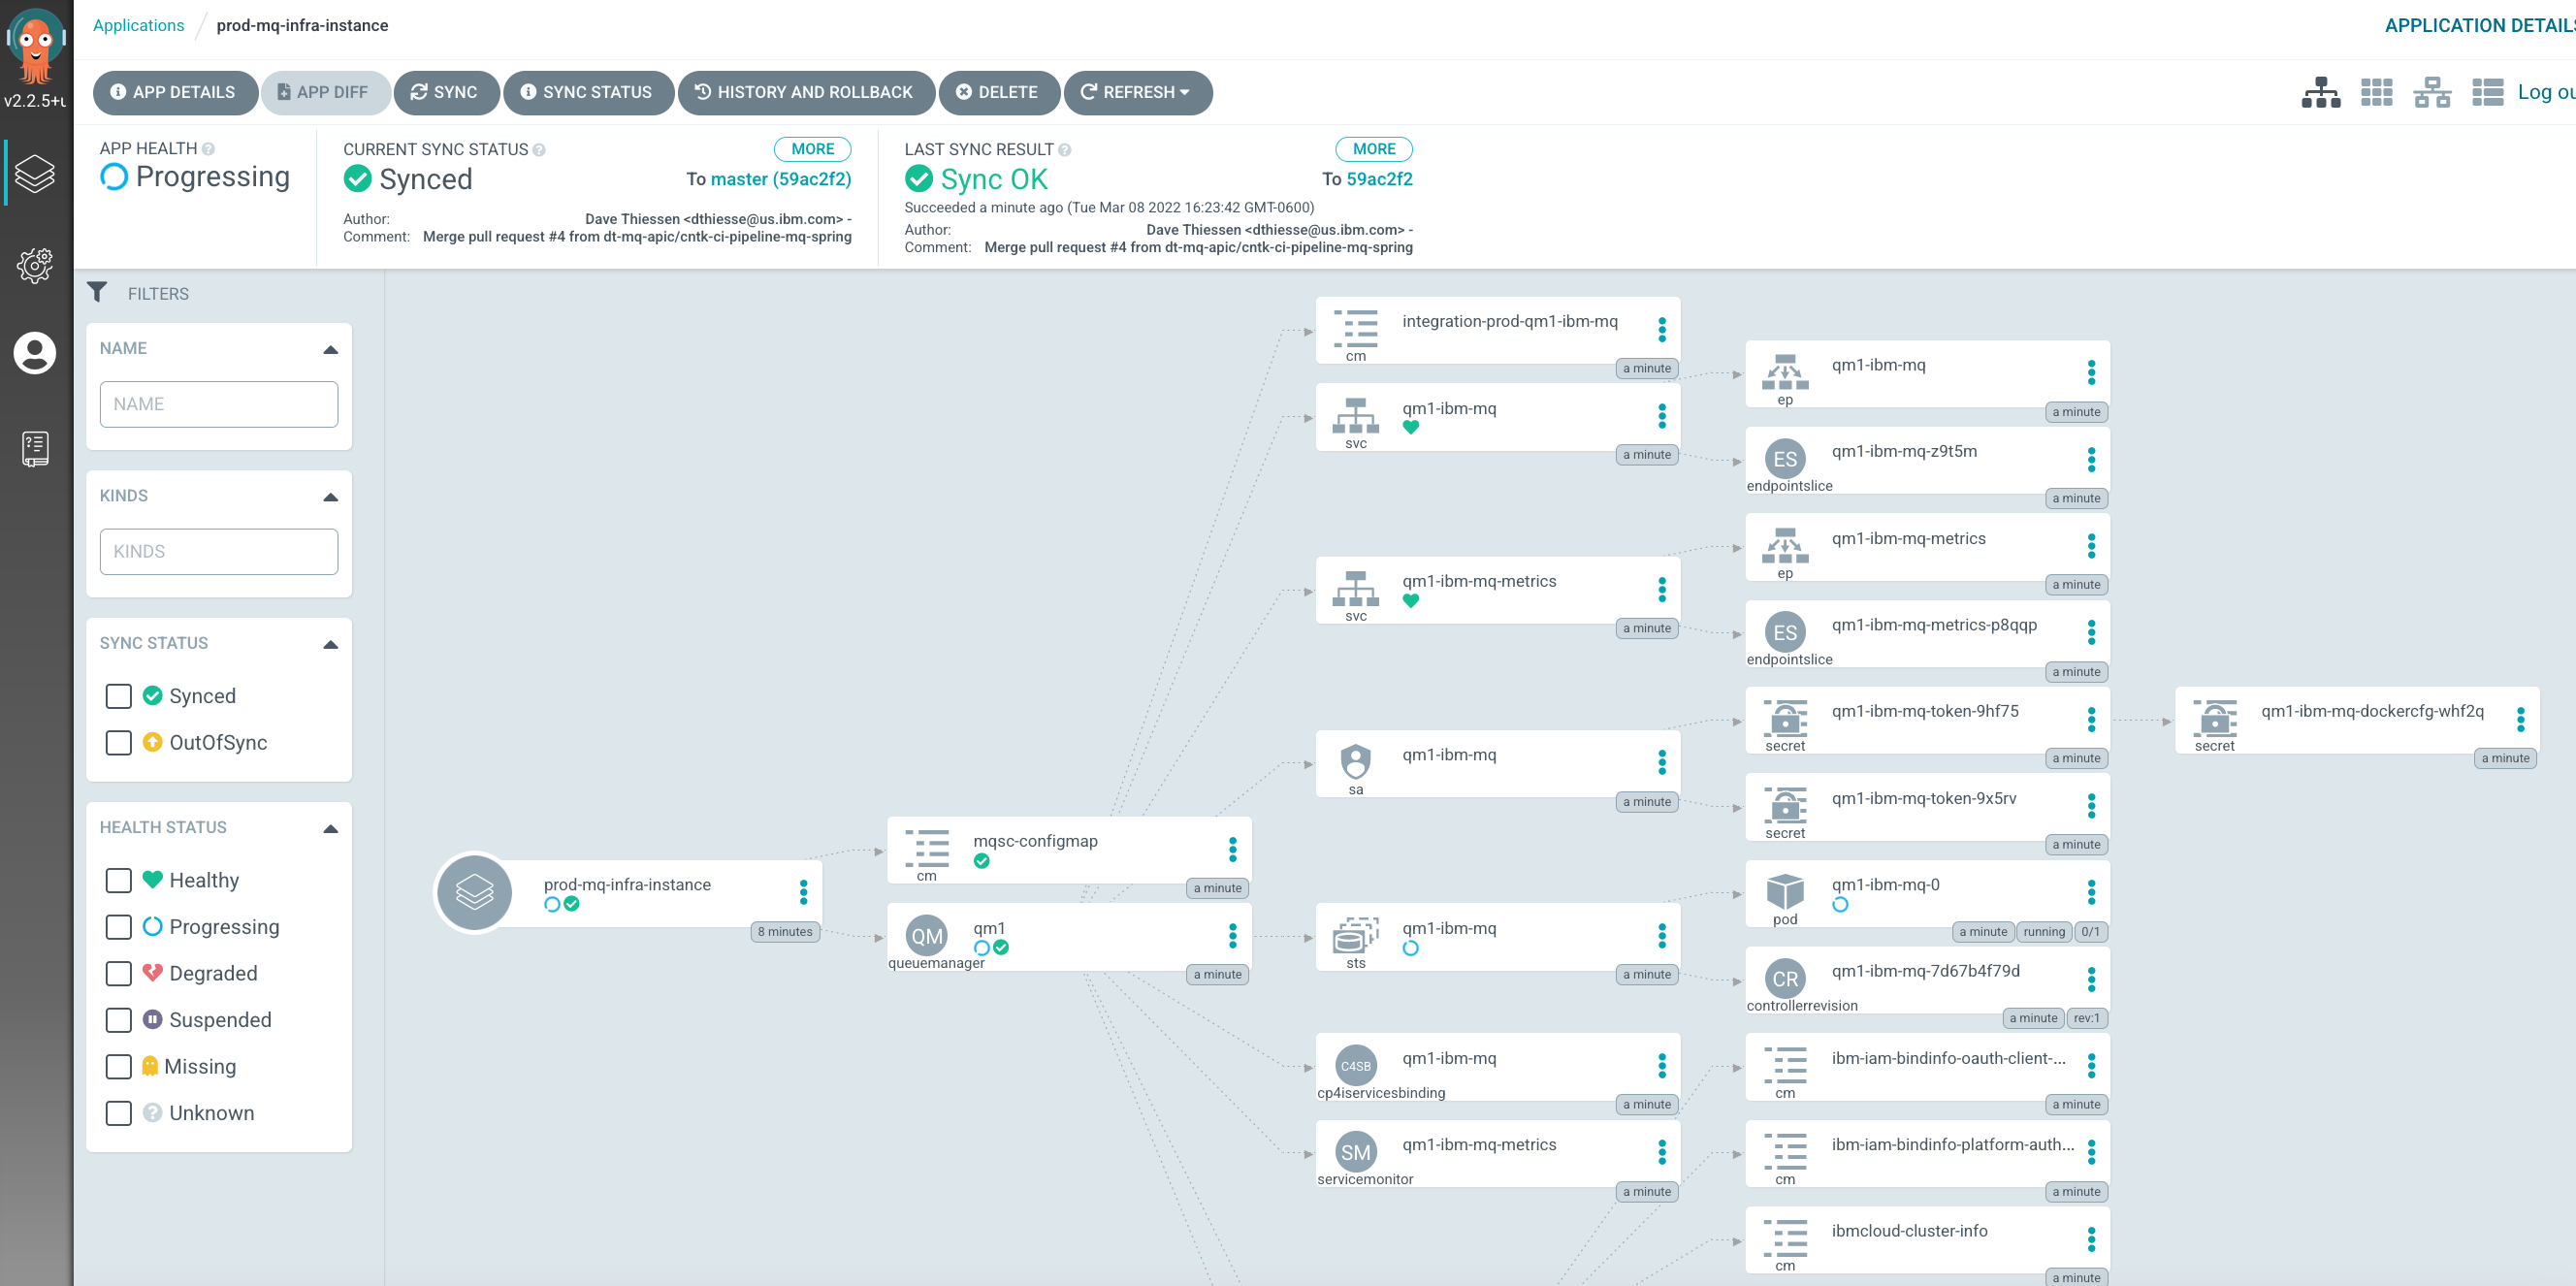 Applications / prod-mq-infra-instance
APPLICATION DETAILS
v2.2.5+u
APP DETAILS
APP DIFF
SYNC
SYNC STATUS
HISTORY AND ROLLBACK
DELETE
REFRESH
Log ou
APP HEALTH
Progressing
CURRENT SYNC STATUS
MORE
Synced
To master (59ac2f2)
Author: Dave Thiessen <dthiesse@us.ibm.com> -
Comment: Merge pull request #4 from dt-mq-apic/cntk-ci-pipeline-mq-spring
LAST SYNC RESULT
MORE
Sync OK
To 59ac2f2
Succeeded a minute ago (Tue Mar 08 2022 16:23:42 GMT-0600)
Author: Dave Thiessen <dthiesse@us.ibm.com> -
Comment: Merge pull request #4 from dt-mq-apic/cntk-ci-pipeline-mq-spring
FILTERS
NAME
NAME
KINDS
KINDS
SYNC STATUS
Synced
OutOfSync
HEALTH STATUS
Healthy
Progressing
Degraded
Suspended
Missing
Unknown
prod-mq-infra-instance
8 minutes
mqsc-configmap
cm
a minute
QM
qm1
queuemanager
a minute
integration-prod-qm1-ibm-mq
cm
a minute
qm1-ibm-mq
svc
a minute
qm1-ibm-mq-metrics
svc
a minute
qm1-ibm-mq
sa
a minute
qm1-ibm-mq
sts
a minute
C4SB
qm1-ibm-mq
cp4iservicesbinding
a minute
SM
qm1-ibm-mq-metrics
servicemonitor
a minute
qm1-ibm-mq
ep
a minute
ES
qm1-ibm-mq-z9t5m
endpointslice
a minute
qm1-ibm-mq-metrics
ep
a minute
ES
qm1-ibm-mq-metrics-p8qqp
endpointslice
a minute
qm1-ibm-mq-token-9hf75
secret
a minute
qm1-ibm-mq-token-9x5rv
secret
a minute
qm1-ibm-mq-0
pod
a minute running 0/1
CR
qm1-ibm-mq-7d67b4f79d
controllerrevision
a minute rev:1
ibm-iam-bindinfo-oauth-client-...
cm
a minute
ibm-iam-bindinfo-platform-auth...
cm
a minute
ibmcloud-cluster-info
cm
a minute
qm1-ibm-mq-dockercfg-whf2q
secret
a minute